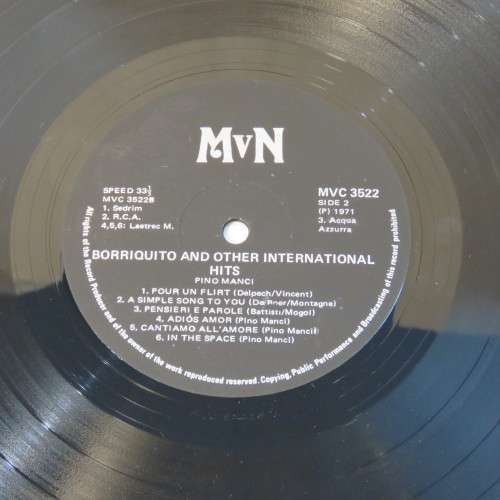 MvN
SPEED 33⅓
MVC 3522B
1. Sedrim
2. R.C.A.
4,5,6: Laetrec M.
MVC 3522
SIDE 2
(P) 1971
3. Acqua
Azzurra
BORRIQUITO AND OTHER INTERNATIONAL
HITS
PINO MANCI
1. POUR UN FLIRT (Delpech/Vincent)
2. A SIMPLE SONG TO YOU (Deifner/Montagne)
3. PENSIERI E PAROLE (Battisti/Mogol)
4. ADIÓS AMOR (Pino Manci)
5. CANTIAMO ALL'AMORE (Pino Manci)
6. IN THE SPACE (Pino Manci)
All rights of the Record Producer and of the owner of the work reproduced reserved. Copying, Public Performance and Broadcasting of this record prohibited